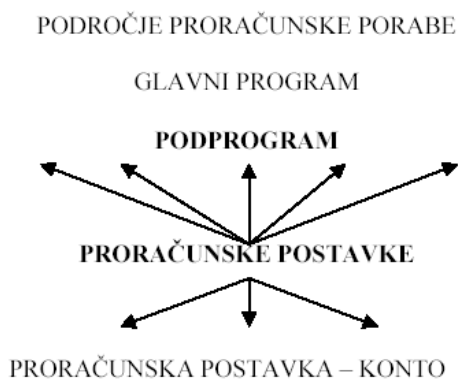 PODROČJE PRORAČUNSKE PORABE
GLAVNI PROGRAM
PODPROGRAM
PRORAČUNSKE POSTAVKE
PRORAČUNSKA POSTAVKA – KONTO